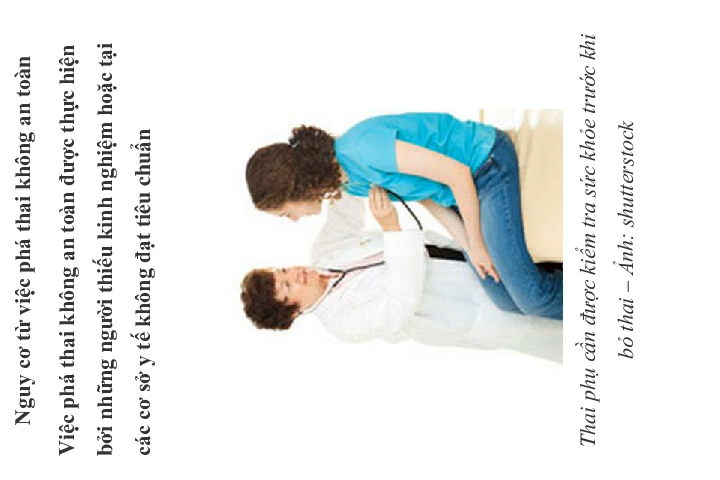 Nguy cơ từ việc phá thai không an toàn
Việc phá thai không an toàn được thực hiện
bởi những người thiếu kinh nghiệm hoặc tại
các cơ sở y tế không đạt tiêu chuẩn
Thai phụ cần được kiểm tra sức khỏe trước khi
bỏ thai – Ảnh: shutterstock